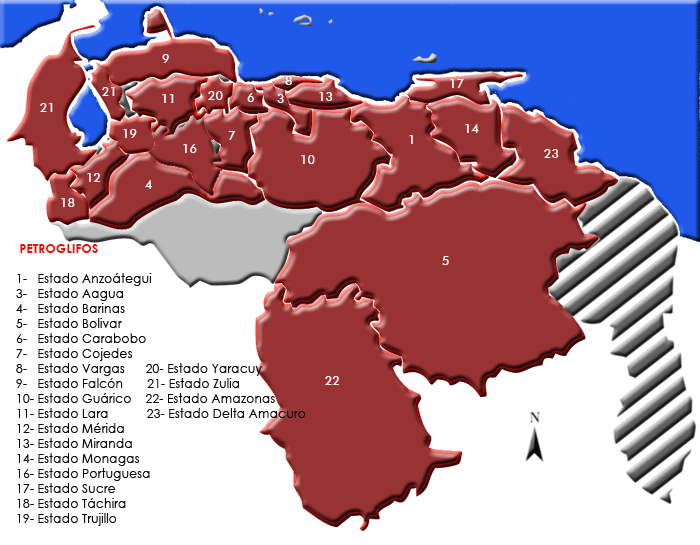 9
8
17
21
21
11
20
6
3
13
19
7
1
14
16
23
10
12
4
18
PETROGLIFOS
5
1- Estado Anzoátegui
3- Estado Aagua
4- Estado Barinas
5- Estado Bolivar
6- Estado Carabobo
7- Estado Cojedes
8- Estado Vargas
20- Estado Yaracuy
9- Estado Falcón
21- Estado Zulia
22
10- Estado Guárico
22- Estado Amazonas
11- Estado Lara
23- Estado Delta Amacuro
N
12- Estado Mérida
13- Estado Miranda
14- Estado Monagas
16- Estado Portuguesa
17- Estado Sucre
18- Estado Táchira
19- Estado Trujillo